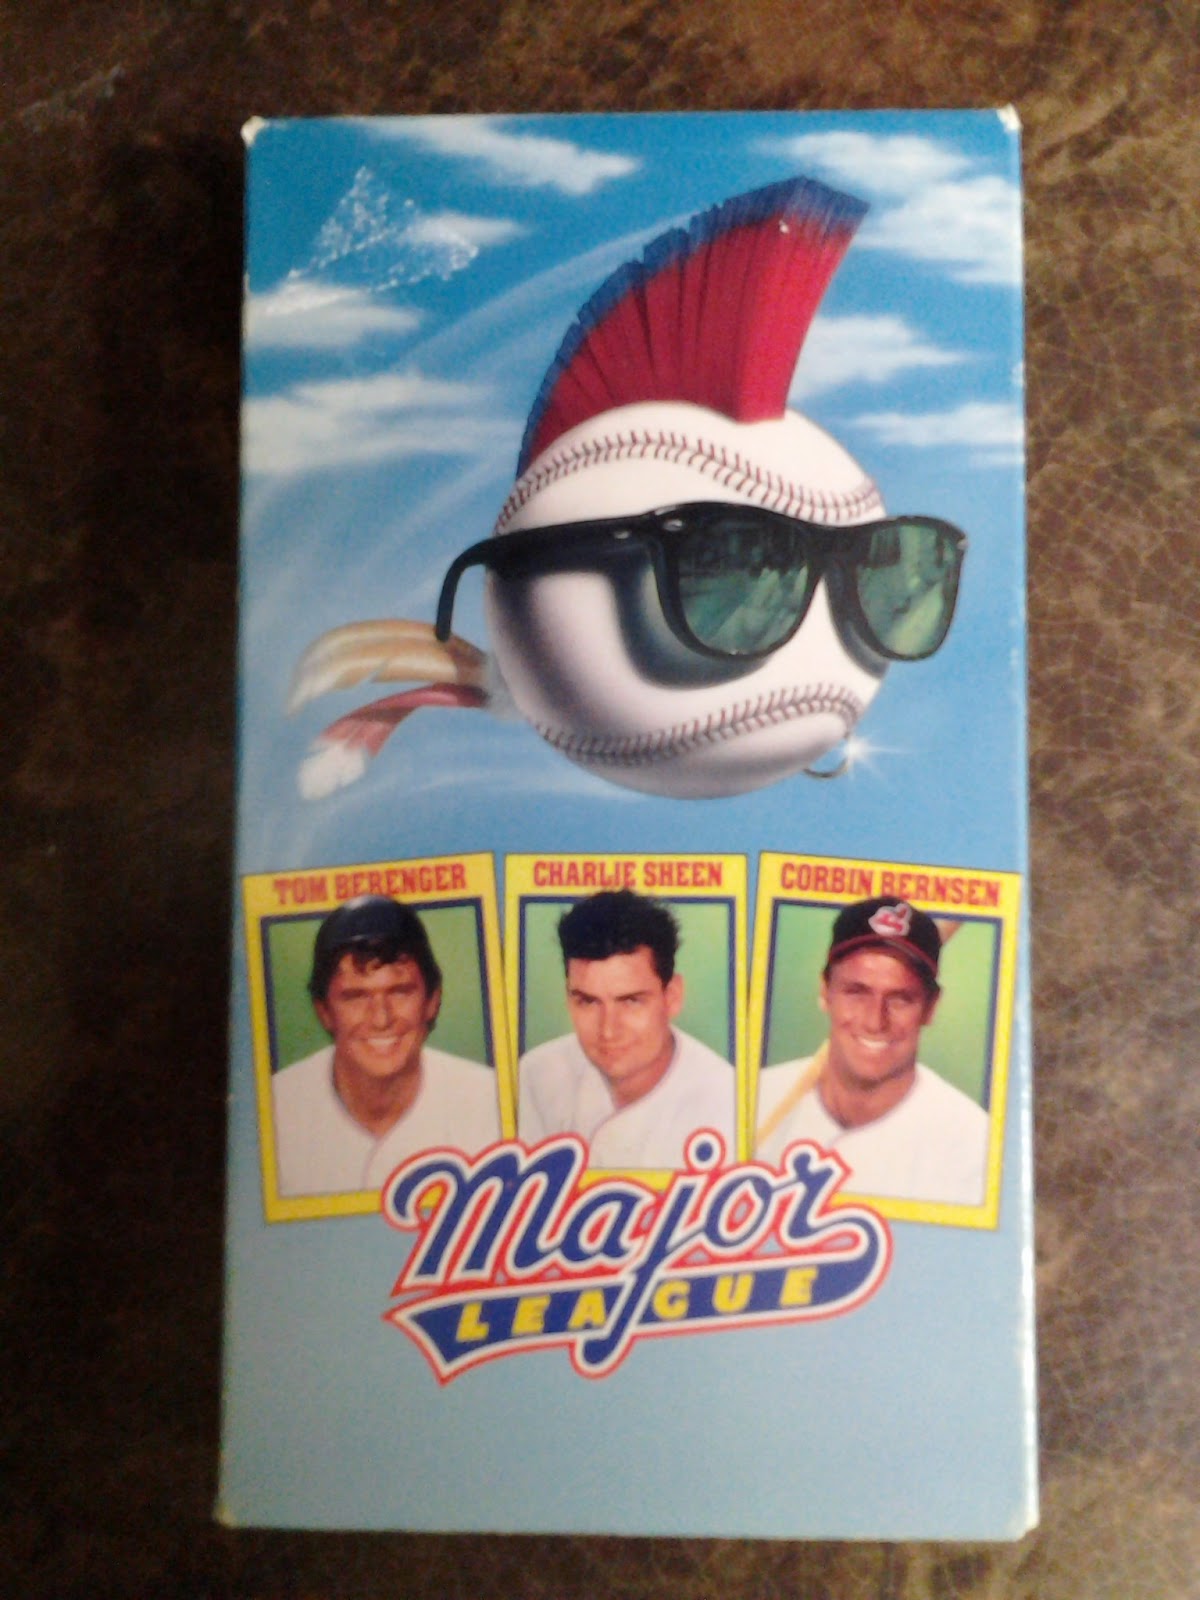 TOM BERENGER
CHARLIE SHEEN
CORBIN BERNSEN
Major
LEAGUE